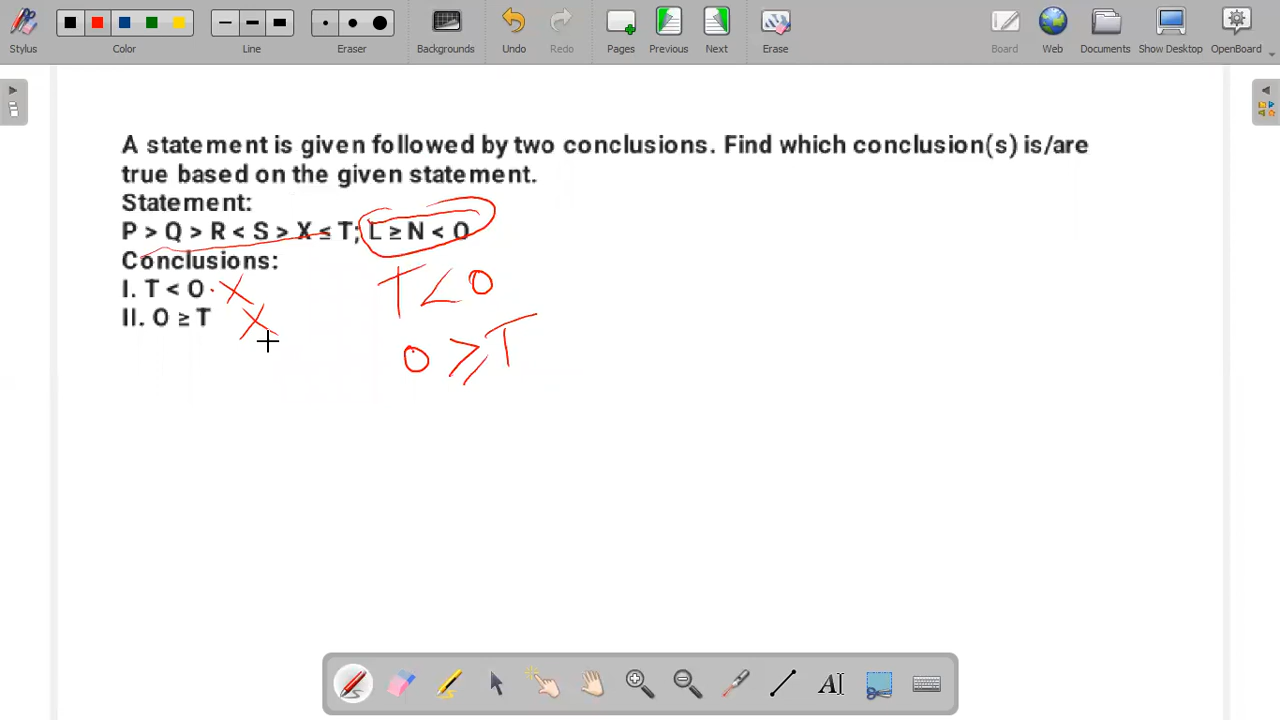 Stylus Color Line Eraser Backgrounds Undo Redo Pages Previous Next Erase Board Web Documents Show Desktop OpenBoard
A statement is given followed by two conclusions. Find which conclusion(s) is/are
true based on the given statement.
Statement:
P > Q > R < S > X ≤ T; L ≥ N < O
Conclusions:
I. T < O
T < O
II. O ≥ T
O ≥ T